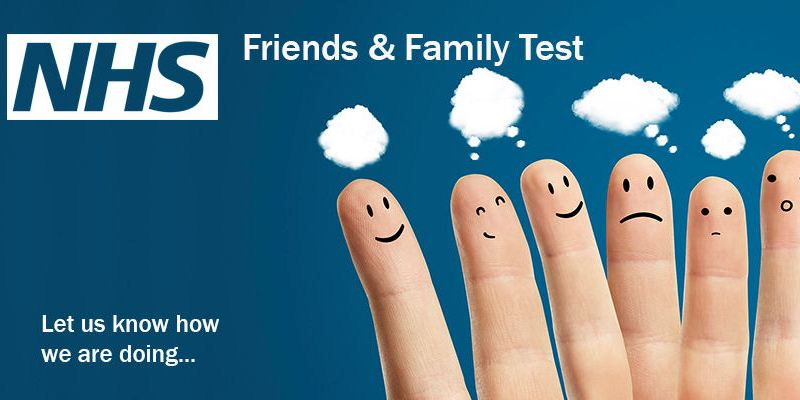 NHS
Friends & Family Test
Let us know how
we are doing...